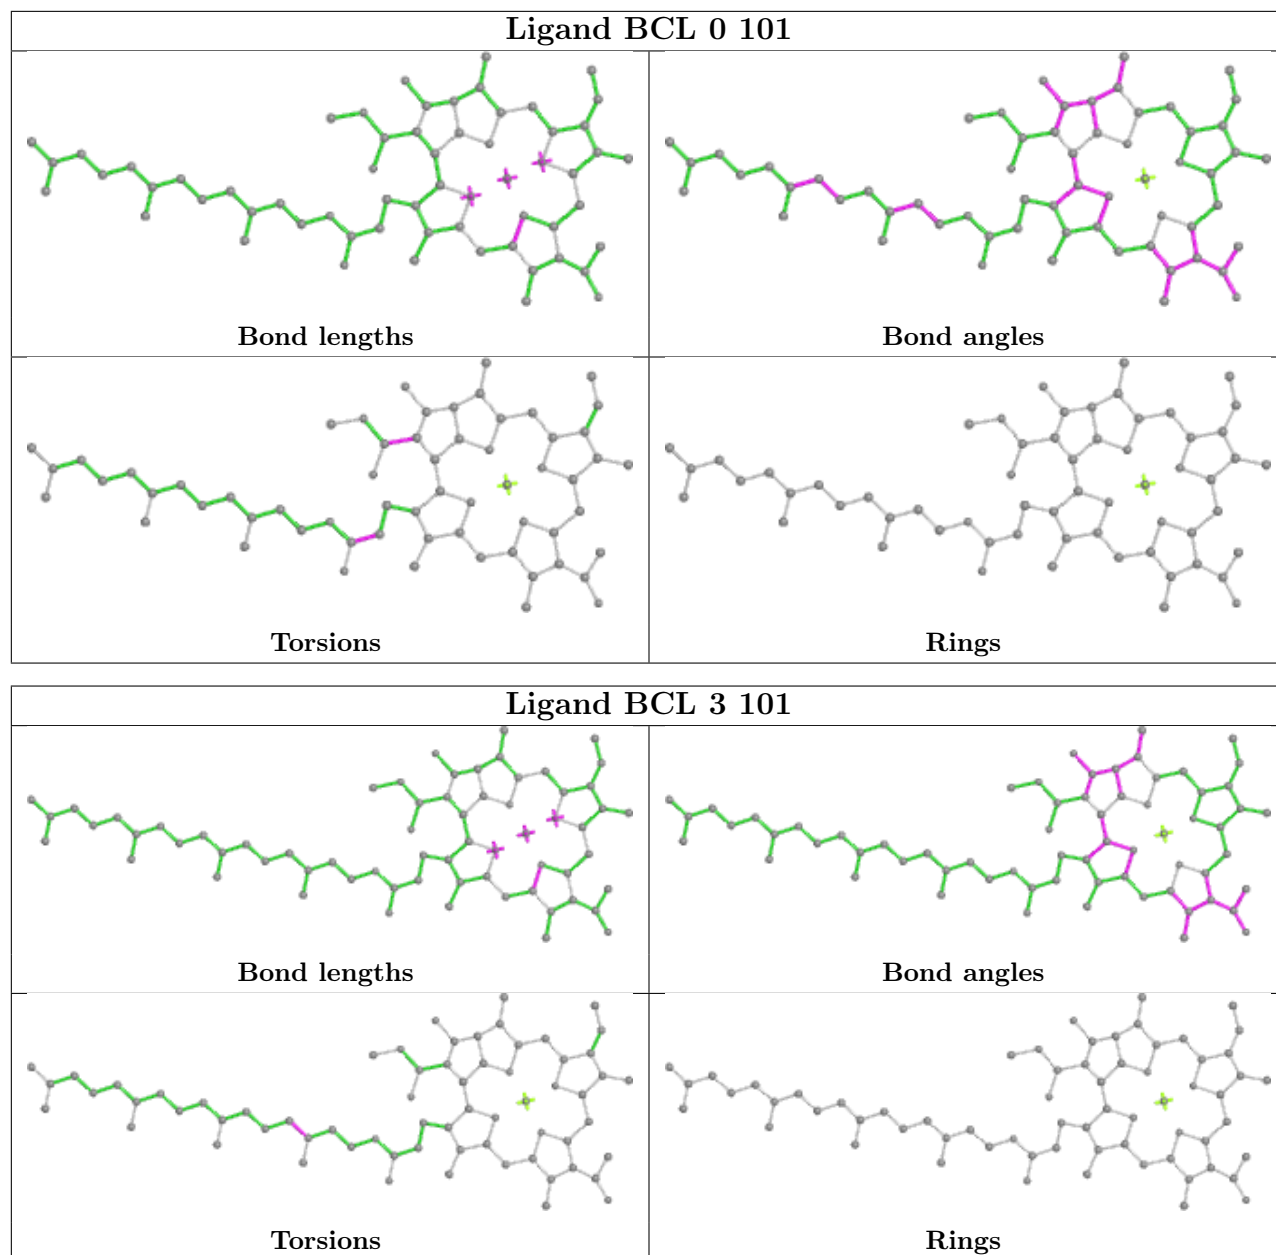 Ligand BCL 0 101
Bond lengths
Bond angles
Torsions
Rings
Ligand BCL 3 101
Bond lengths
Bond angles
Torsions
Rings